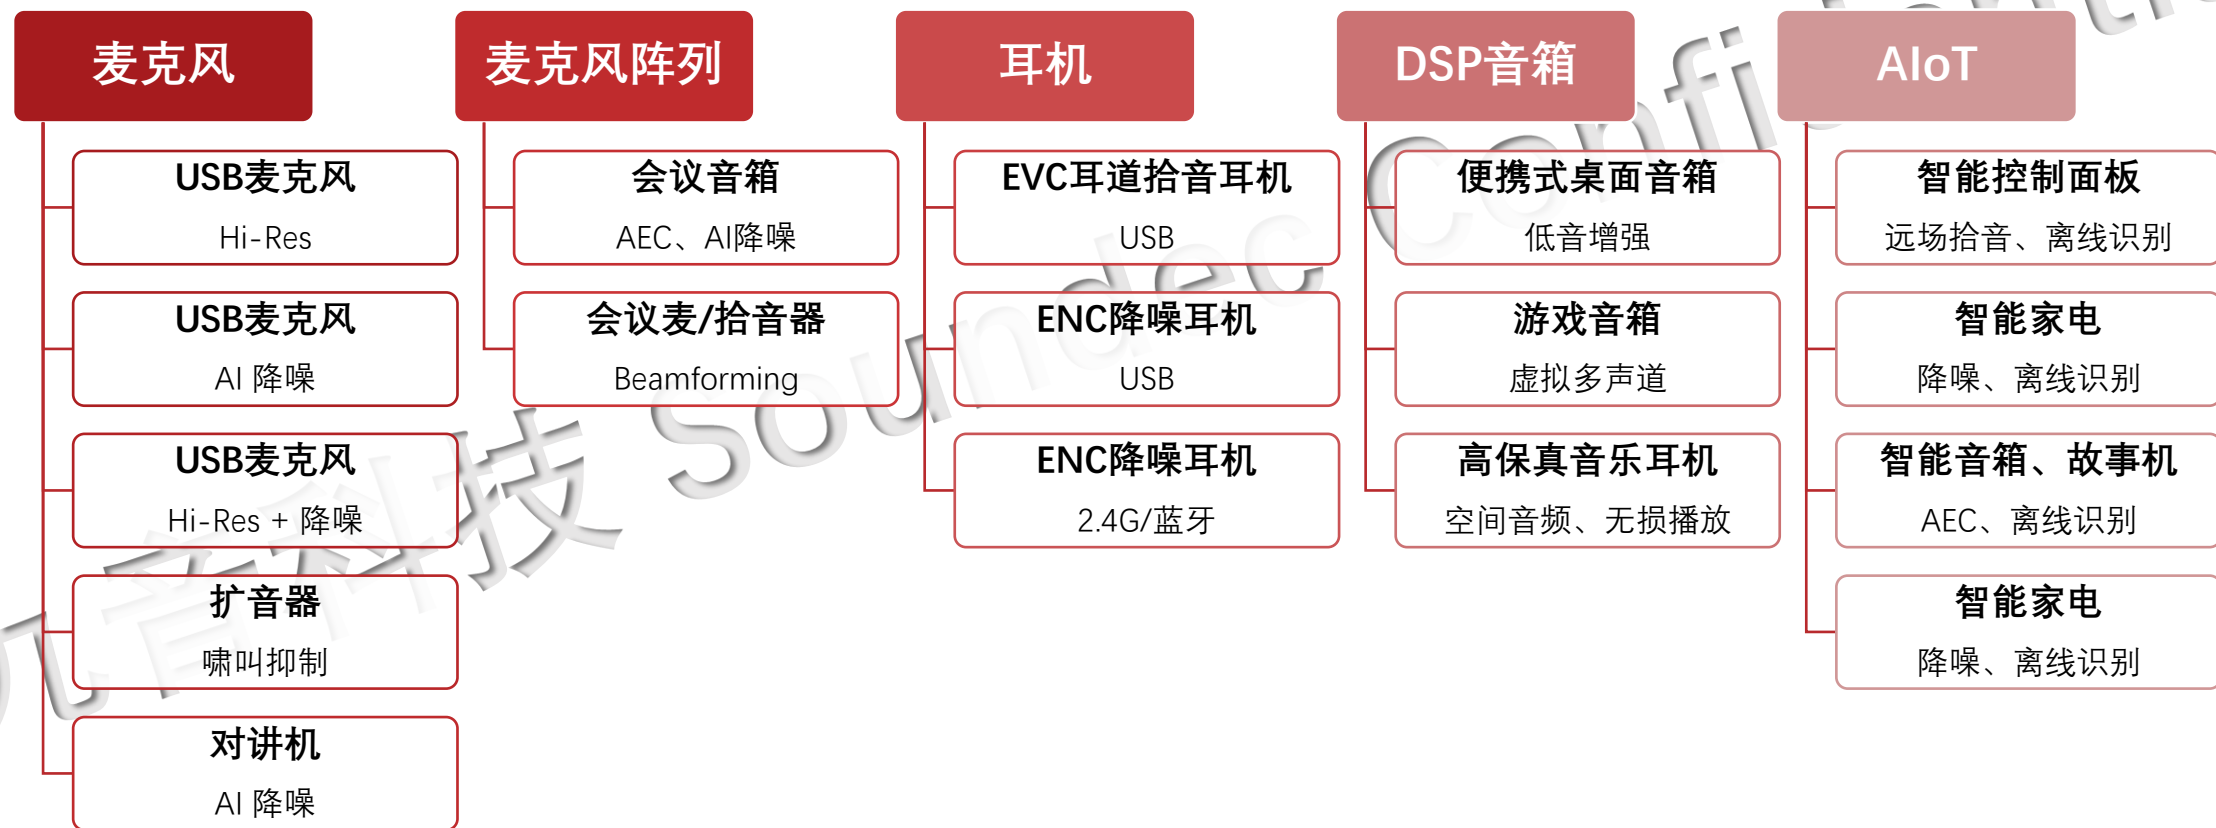 麦克风
USB麦克风
Hi-Res
USB麦克风
AI 降噪
USB麦克风
Hi-Res + 降噪
扩音器
啸叫抑制
对讲机
AI 降噪
麦克风阵列
会议音箱
AEC、AI降噪
会议麦/拾音器
Beamforming
耳机
EVC耳道拾音耳机
USB
ENC降噪耳机
USB
ENC降噪耳机
2.4G/蓝牙
DSP音箱
便携式桌面音箱
低音增强
游戏音箱
虚拟多声道
高保真音乐耳机
空间音频、无损播放
AIoT
智能控制面板
远场拾音、离线识别
智能家电
降噪、离线识别
智能音箱、故事机
AEC、离线识别
智能家电
降噪、离线识别
音科技 Soundec Confidenti